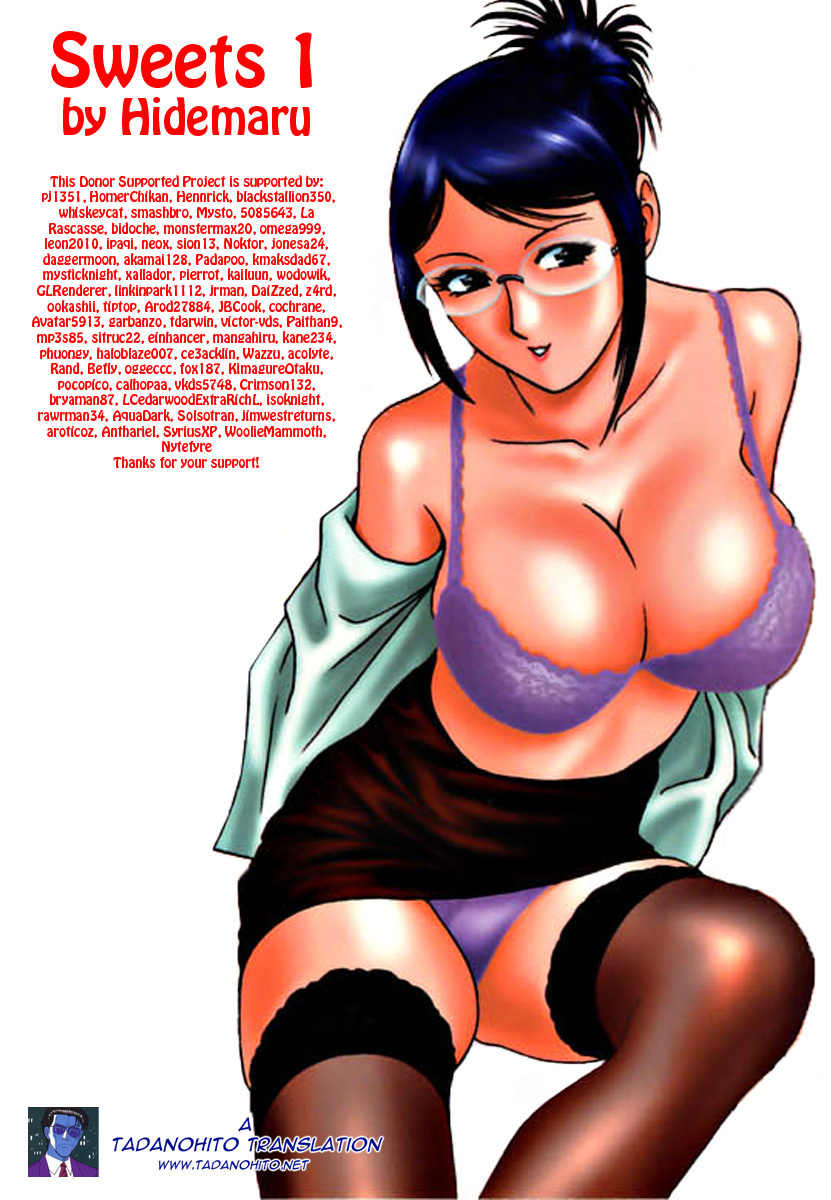 Sweets 1
by Hidemaru
This Donor Supported Project is supported by:
pj1351, HomerChikan, Hennrick, blackstallion350,
whiskeycat, smashbro, Mysto, 5085643, La
Rascasse, bidoche, monstermax20, omega999,
leon2010, ipaqi, neox, sion13, Noktor, Jonesa24,
daggermoon, akamai128, Padapoo, kmaksdad67,
mysticknight, xallador, pierrot, kailuun, wodowik,
GLRenderer, linkinpark1112, Jrman, DaiZzed, z4rd,
ookashii, tiptop, Arod27884, JBCook, cochrane,
Avatar5913, garbanzo, tdarwin, victor-vds, Paithan9,
mp3s85, sifruc22, einhancer, mangahiru, kane234,
phuongy, haloblaze007, ce3acklin, Wazzu, acolyte,
Rand, Befly, oggeccc, fox187, KimagureOtaku,
pocopico, calhopaa, vkds5748, Crimson132,
bryaman87, LCedarwoodExtraRichL, isoknight,
rawrman34, AquaDark, Solsotran, Jimwestreturns,
aroticoz, Anthariel, SyriusXP, WoolieMammoth,
Nytefyre
Thanks for your support!
A
TADANOHITO TRANSLATION
WWW.TADANOHITO.NET